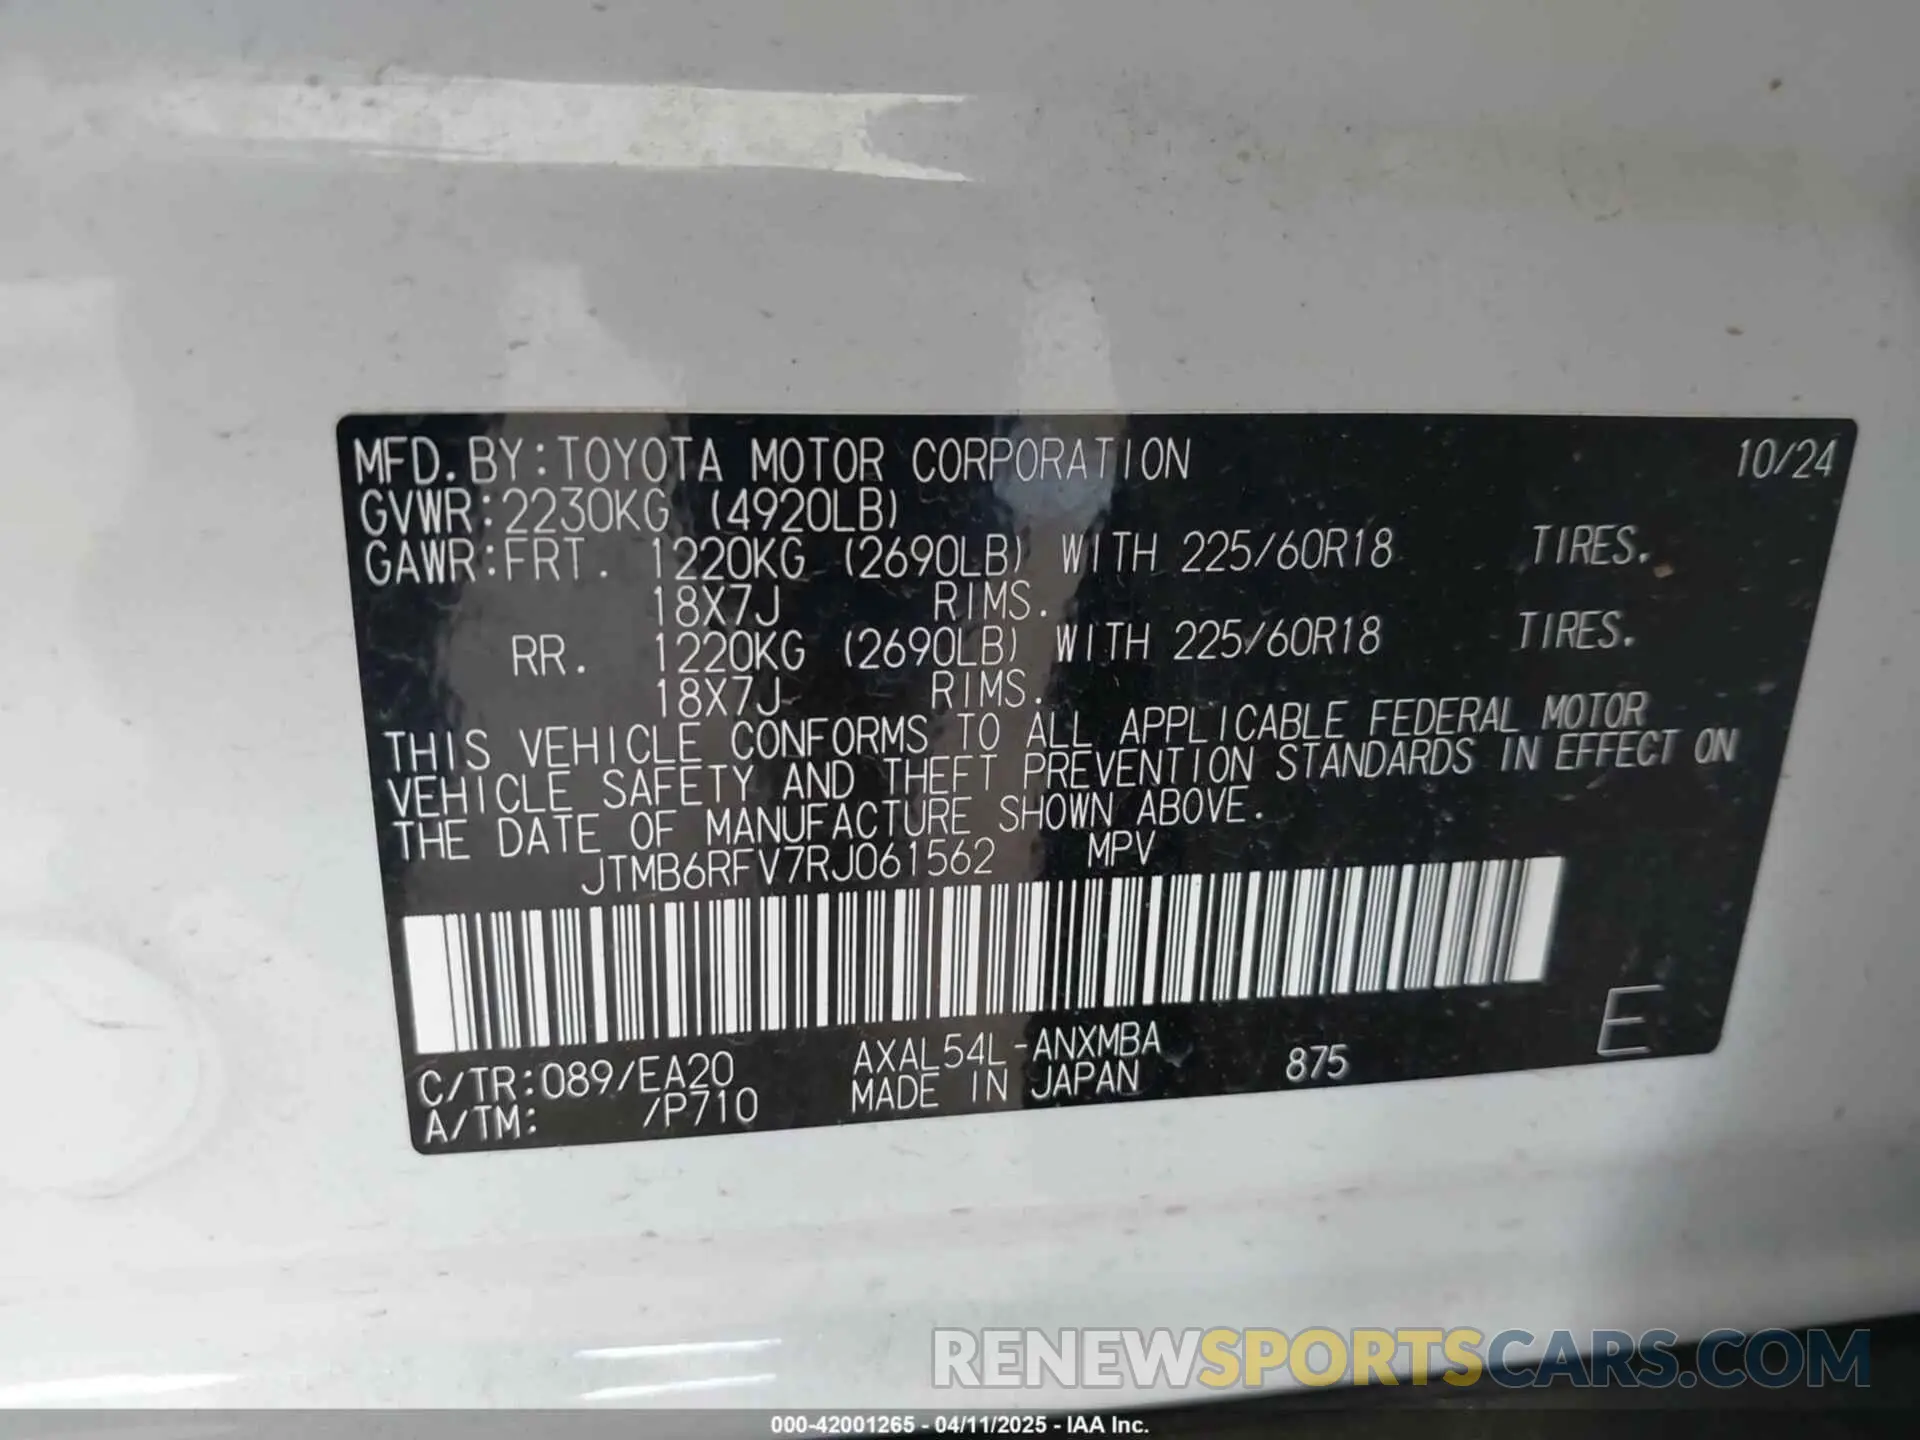 MFD. BY: TOYOTA MOTOR CORPORATION 10/24
GVWR: 2230KG (4920LB)
GAWR: FRT. 1220KG (2690LB) WITH 225/60R18 TIRES.
18X7J RIMS.
RR. 1220KG (2690LB) WITH 225/60R18 TIRES.
18X7J RIMS.
THIS VEHICLE CONFORMS TO ALL APPLICABLE FEDERAL MOTOR
VEHICLE SAFETY AND THEFT PREVENTION STANDARDS IN EFFECT ON
THE DATE OF MANUFACTURE SHOWN ABOVE.
JTMB6RFV7RJ061562 MPV
E
C/TR: 089/EA20 AXAL54L-ANXMBA 875
A/TM: /P710 MADE IN JAPAN
RENEWSPORTSCARS.COM
000-42001265 - 04/11/2025 - IAA Inc.